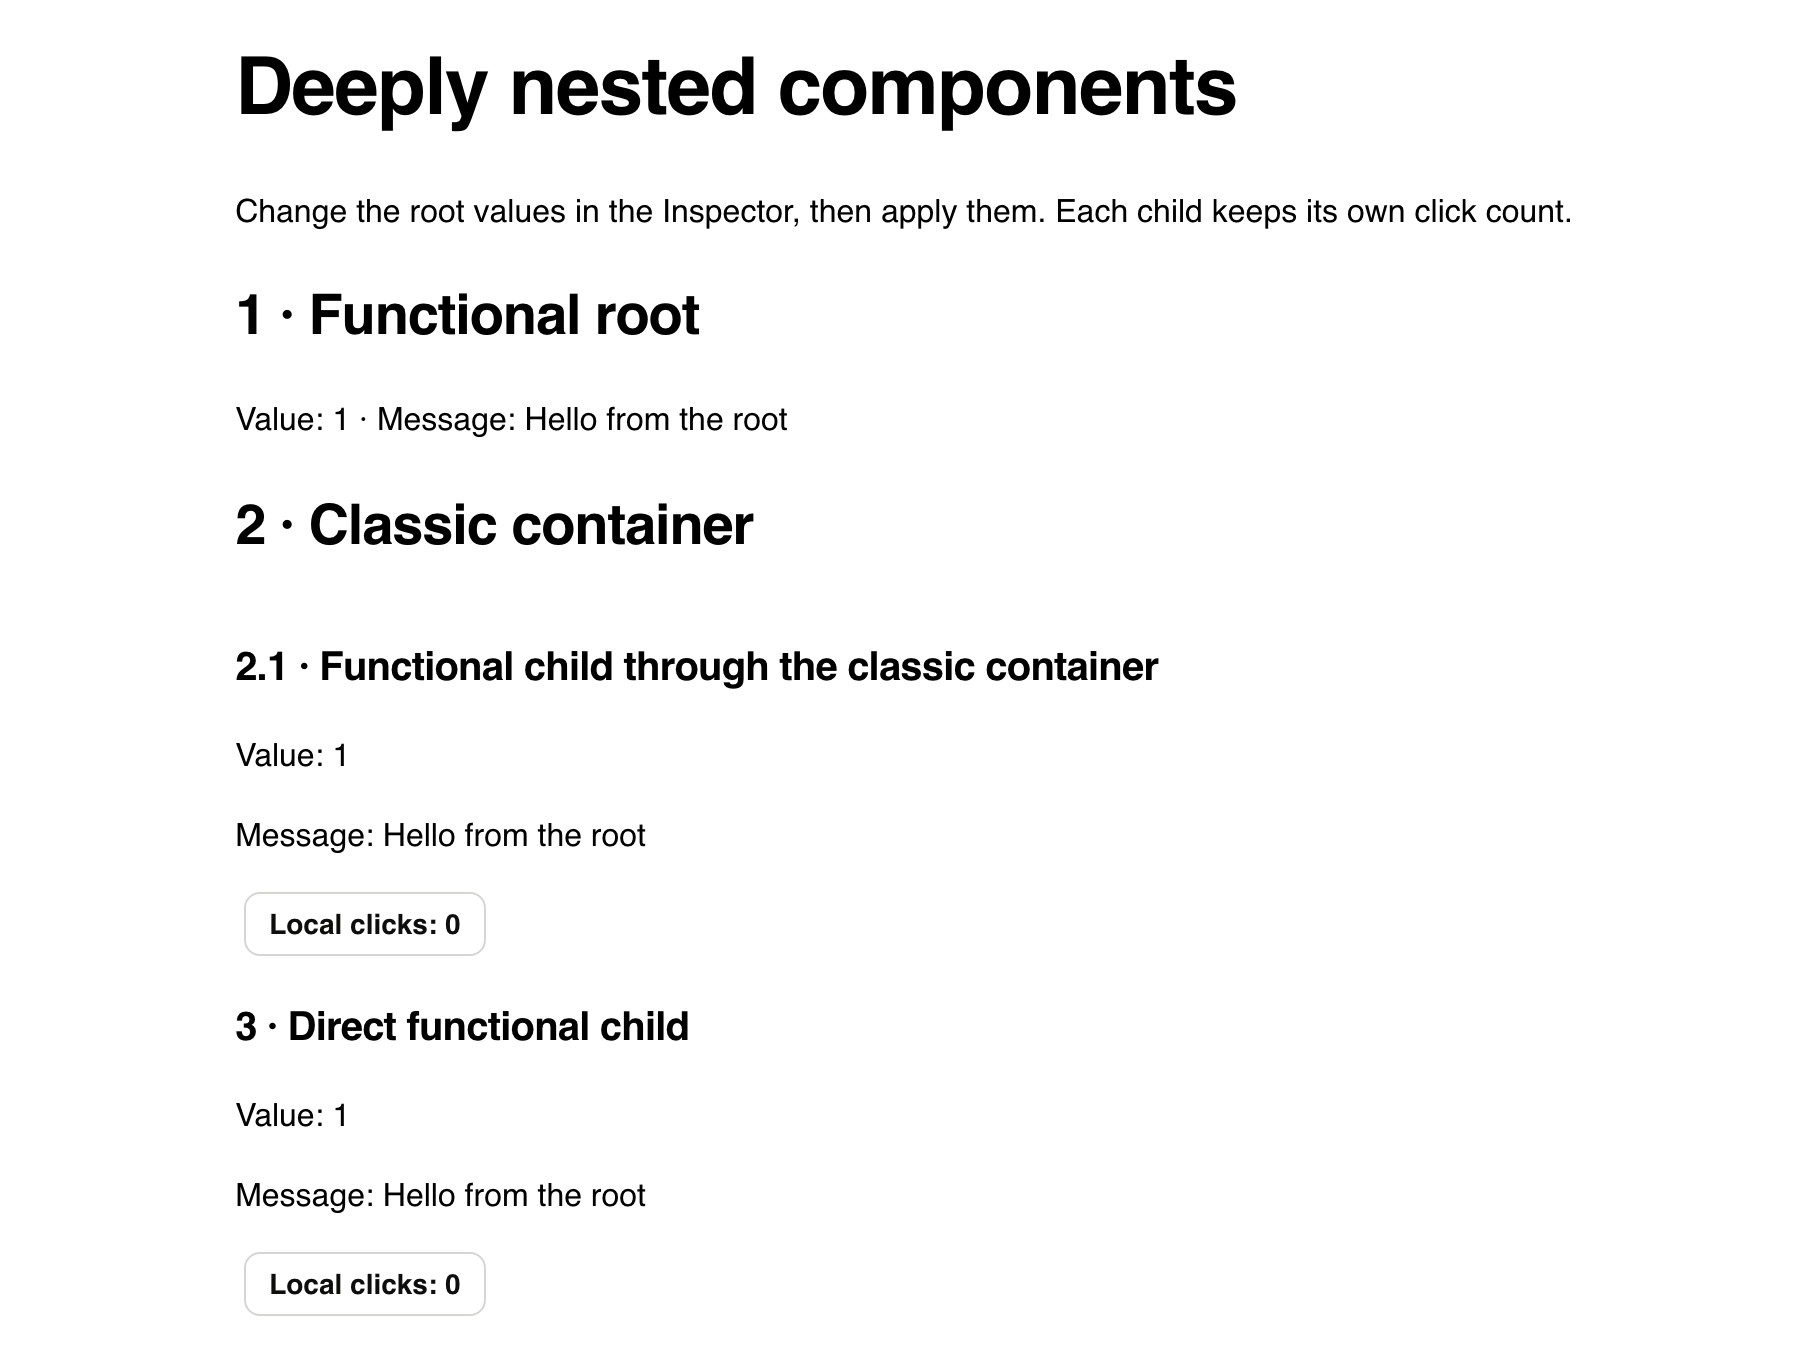 Deeply nested components
Change the root values in the Inspector, then apply them. Each child keeps its own click count.
1 · Functional root
Value: 1 · Message: Hello from the root
2 · Classic container
2.1 · Functional child through the classic container
Value: 1
Message: Hello from the root
Local clicks: 0
3 · Direct functional child
Value: 1
Message: Hello from the root
Local clicks: 0